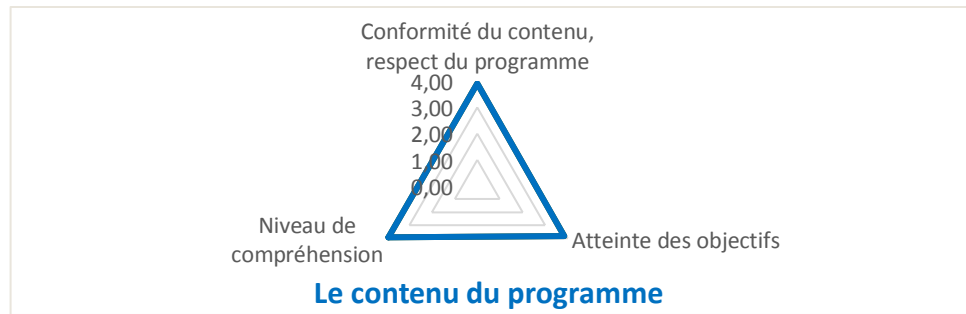 Conformité du contenu,
respect du programme
4,00
3,00
2,00
1,00
0,00
Niveau de
compréhension
Atteinte des objectifs
Le contenu du programme